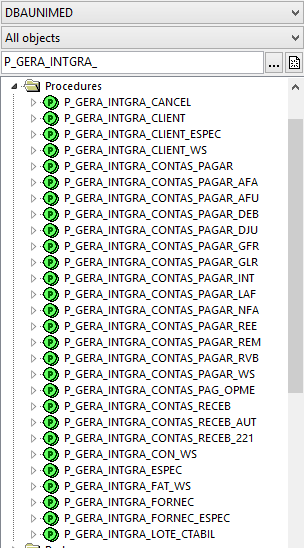 DBAUNIMED
All objects
P_GERA_INTGRA_
...
Procedures
P P_GERA_INTGRA_CANCEL
P P_GERA_INTGRA_CLIENT
P P_GERA_INTGRA_CLIENT_ESPEC
P P_GERA_INTGRA_CLIENT_WS
P P_GERA_INTGRA_CONTAS_PAGAR
P P_GERA_INTGRA_CONTAS_PAGAR_AFA
P P_GERA_INTGRA_CONTAS_PAGAR_AFU
P P_GERA_INTGRA_CONTAS_PAGAR_DEB
P P_GERA_INTGRA_CONTAS_PAGAR_DJU
P P_GERA_INTGRA_CONTAS_PAGAR_GFR
P P_GERA_INTGRA_CONTAS_PAGAR_GLR
P P_GERA_INTGRA_CONTAS_PAGAR_INT
P P_GERA_INTGRA_CONTAS_PAGAR_LAF
P P_GERA_INTGRA_CONTAS_PAGAR_NFA
P P_GERA_INTGRA_CONTAS_PAGAR_REE
P P_GERA_INTGRA_CONTAS_PAGAR_REM
P P_GERA_INTGRA_CONTAS_PAGAR_RVB
P P_GERA_INTGRA_CONTAS_PAGAR_WS
P P_GERA_INTGRA_CONTAS_PAG_OPME
P P_GERA_INTGRA_CONTAS_RECEB
P P_GERA_INTGRA_CONTAS_RECEB_AUT
P P_GERA_INTGRA_CONTAS_RECEB_221
P P_GERA_INTGRA_CON_WS
P P_GERA_INTGRA_ESPEC
P P_GERA_INTGRA_FAT_WS
P P_GERA_INTGRA_FORNEC
P P_GERA_INTGRA_FORNEC_ESPEC
P P_GERA_INTGRA_LOTE_CTABIL